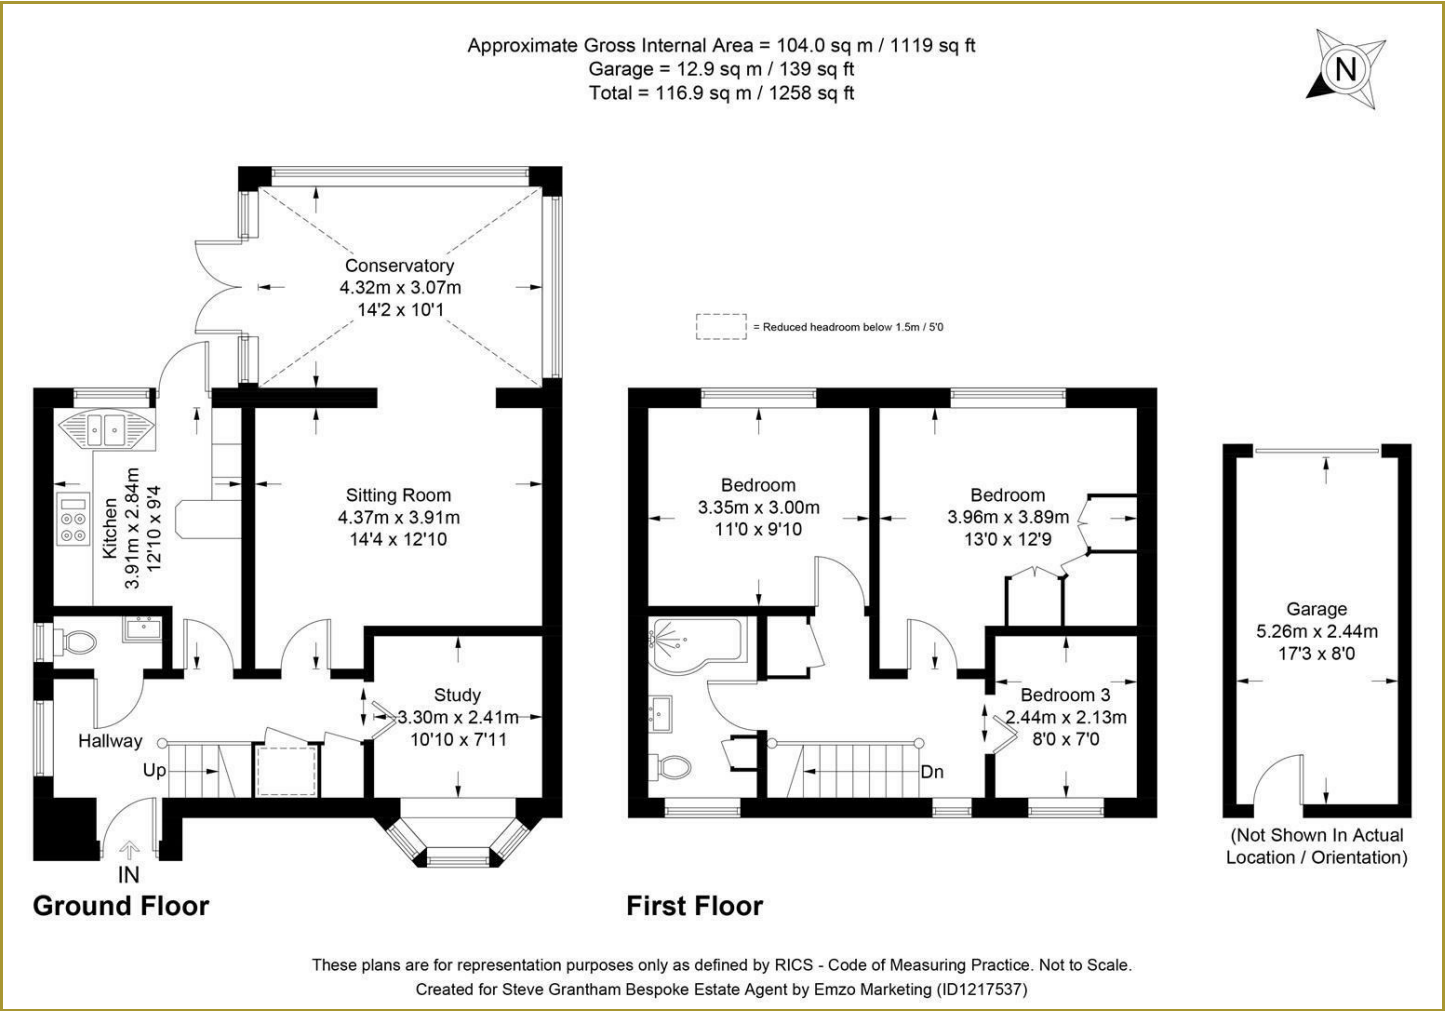 Approximate Gross Internal Area = 104.0 sq m / 1119 sq ft
Garage = 12.9 sq m / 139 sq ft
Total = 116.9 sq m / 1258 sq ft
N
Conservatory
4.32m x 3.07m
14'2 x 10'1
= Reduced headroom below 1.5m / 5'0
Kitchen
3.91m x 2.84m
12'10 x 9'4
Sitting Room
4.37m x 3.91m
14'4 x 12'10
Study
3.30m x 2.41m
10'10 x 7'11
Hallway
Up
IN
Ground Floor
Bedroom
3.35m x 3.00m
11'0 x 9'10
Bedroom
3.96m x 3.89m
13'0 x 12'9
Bedroom 3
2.44m x 2.13m
8'0 x 7'0
Dn
First Floor
Garage
5.26m x 2.44m
17'3 x 8'0
(Not Shown In Actual
Location / Orientation)
These plans are for representation purposes only as defined by RICS - Code of Measuring Practice. Not to Scale.
Created for Steve Grantham Bespoke Estate Agent by Emzo Marketing (ID1217537)